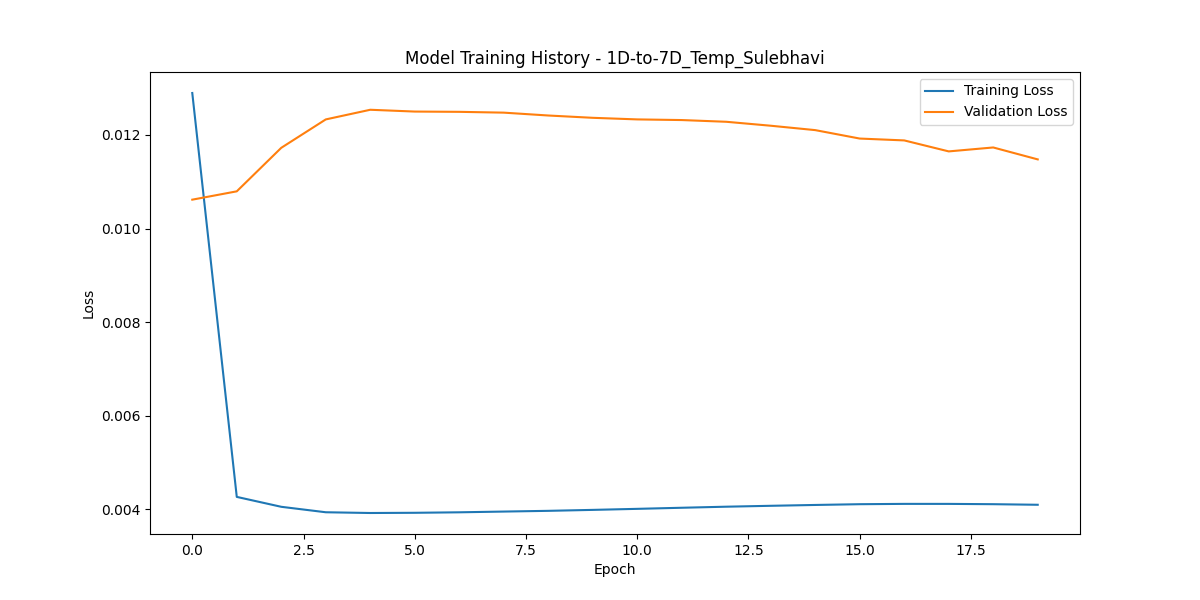 Model Training History - 1D-to-7D_Temp_Sulebhavi
Training Loss
Validation Loss
0.012
0.010
0.008
0.006
0.004
Loss
0.0 2.5 5.0 7.5 10.0 12.5 15.0 17.5
Epoch